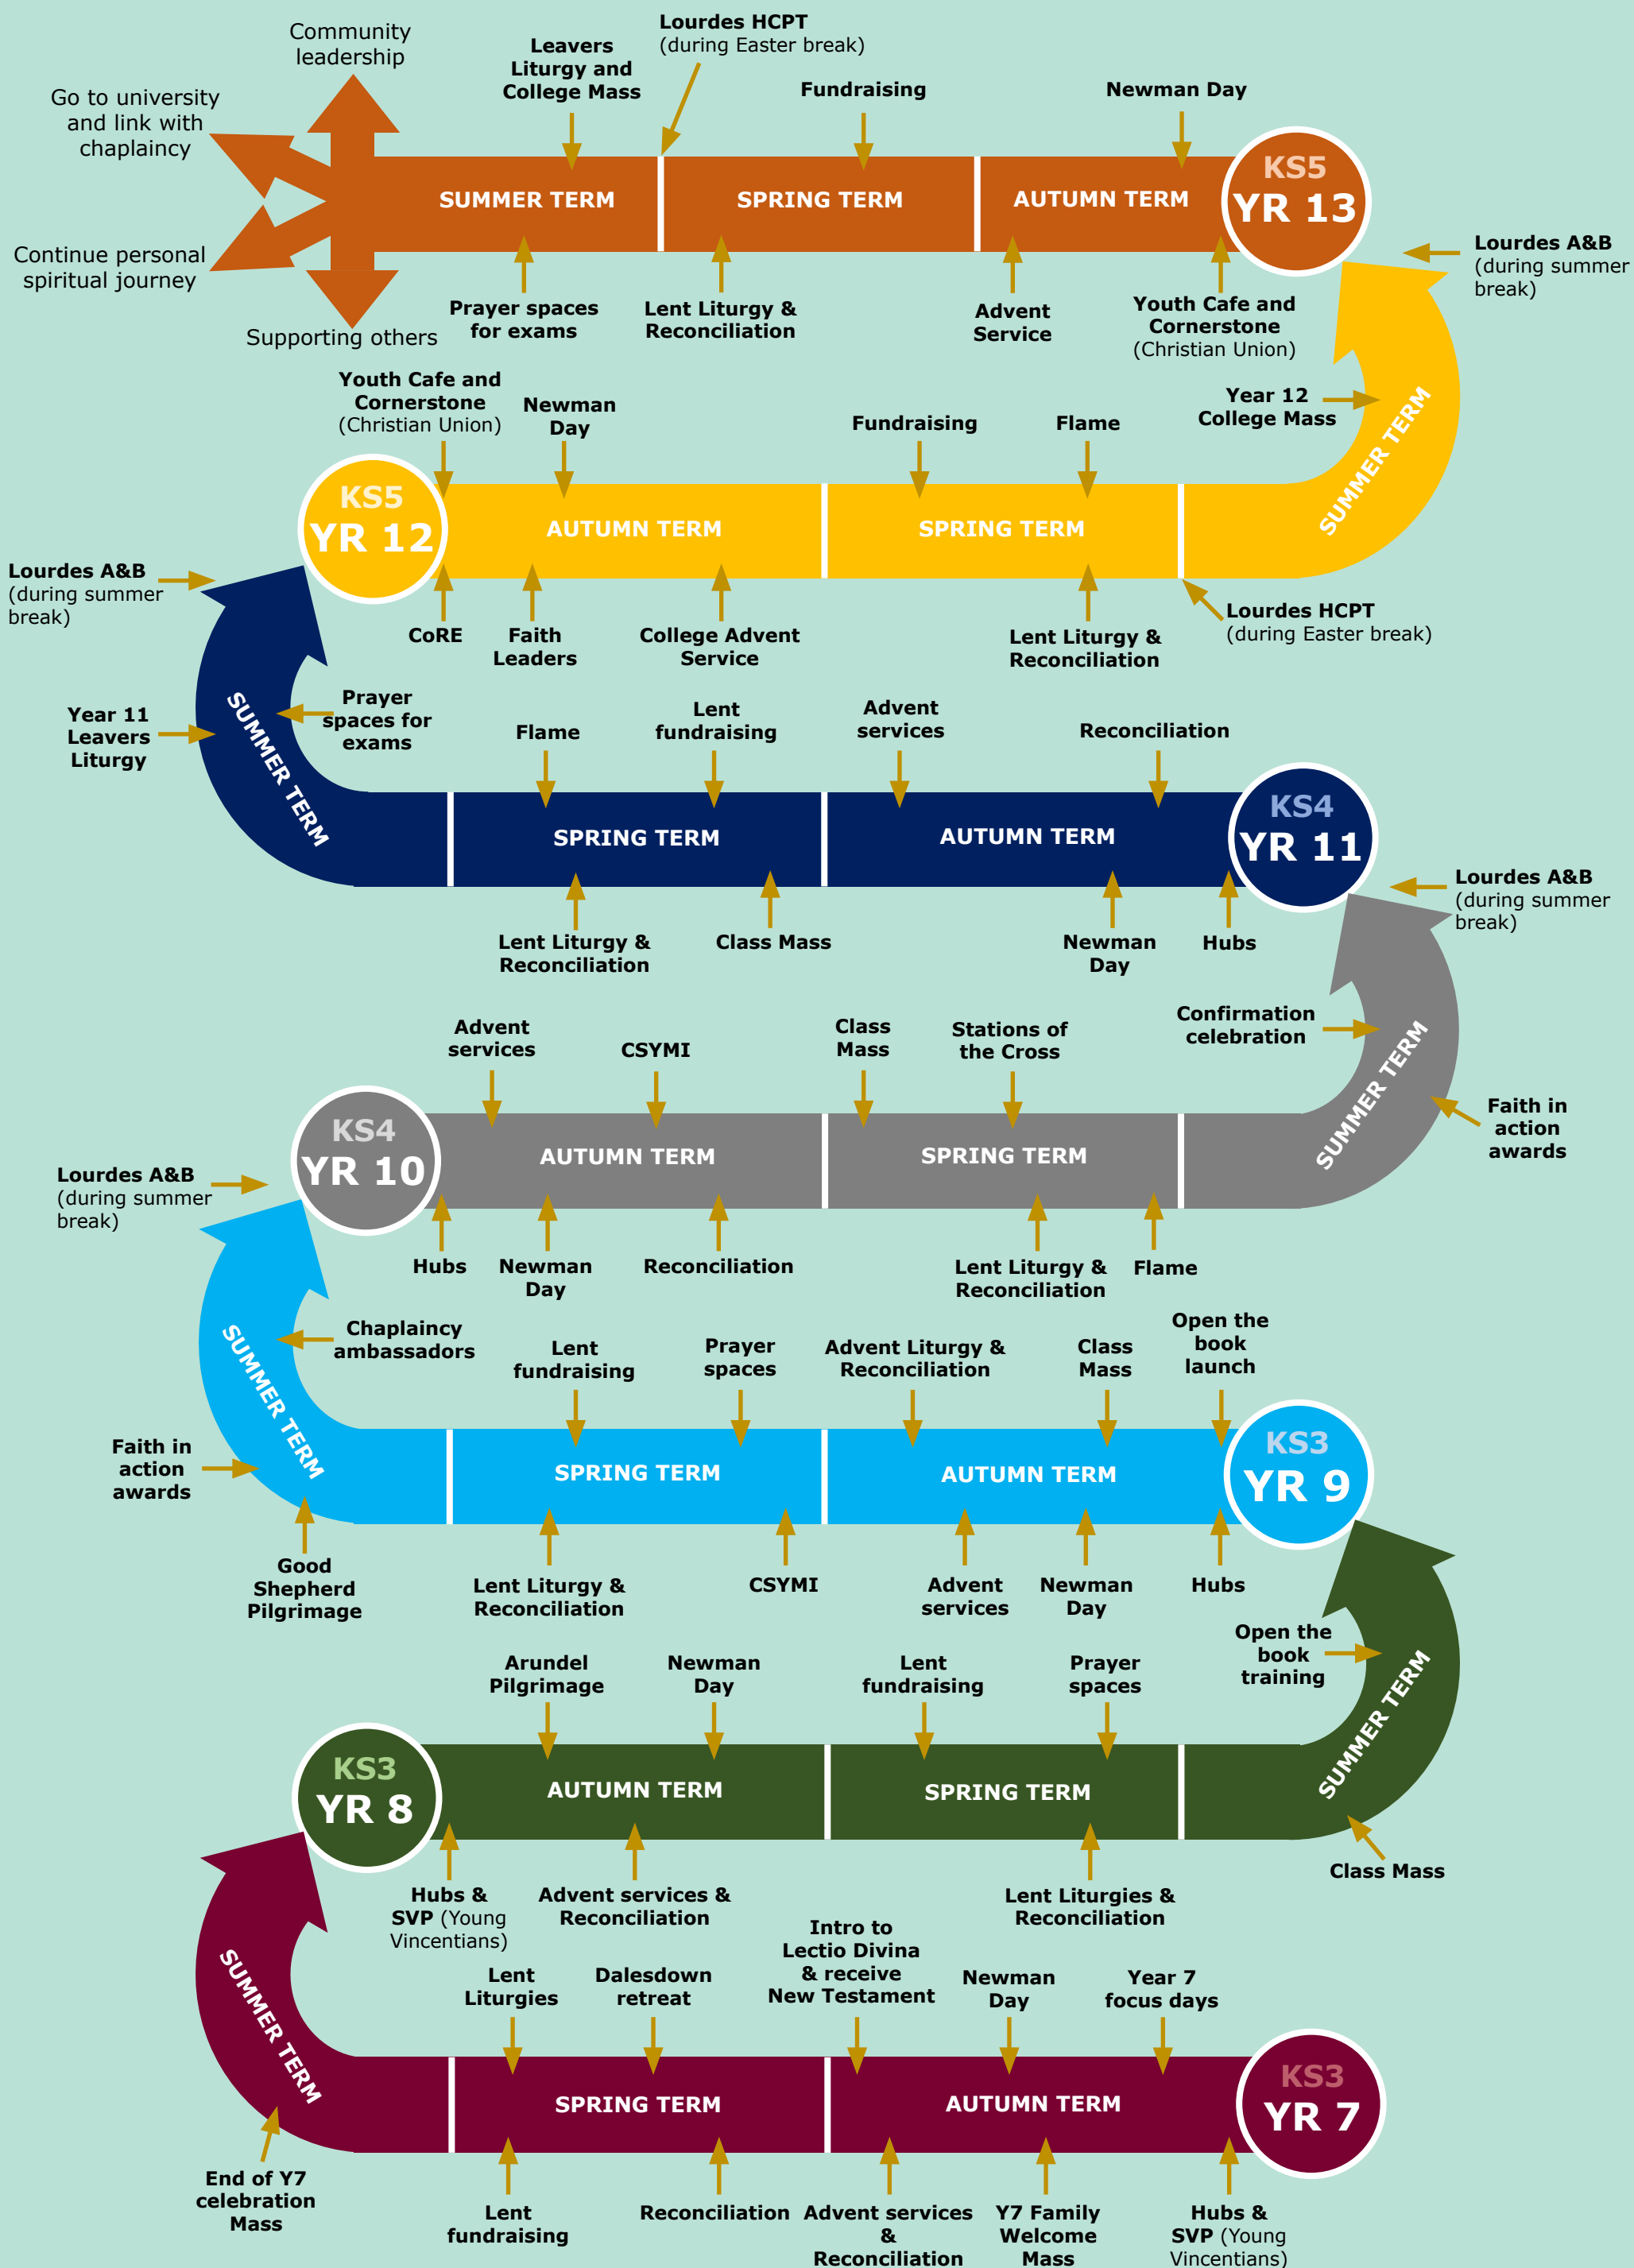 Community
leadership
Go to university
and link with
chaplaincy
Continue personal
spiritual journey
Supporting others
Leavers
Liturgy and
College Mass
Lourdes HCPT
(during Easter break)
Fundraising
Newman Day
SUMMER TERM
SPRING TERM
AUTUMN TERM
KS5
YR 13
Prayer spaces
for exams
Lent Liturgy &
Reconciliation
Advent
Service
Youth Cafe and
Cornerstone
(Christian Union)
Lourdes A&B
(during summer
break)
Youth Cafe and
Cornerstone
(Christian Union)
Newman
Day
Fundraising
Flame
Year 12
College Mass
SUMMER TERM
KS5
YR 12
AUTUMN TERM
SPRING TERM
CoRE
Faith
Leaders
College Advent
Service
Lent Liturgy &
Reconciliation
Lourdes HCPT
(during Easter break)
Lourdes A&B
(during summer
break)
Year 11
Leavers
Liturgy
SUMMER TERM
Prayer
spaces for
exams
Flame
Lent
fundraising
Advent
services
Reconciliation
SPRING TERM
AUTUMN TERM
KS4
YR 11
Lent Liturgy &
Reconciliation
Class Mass
Newman
Day
Hubs
Lourdes A&B
(during summer
break)
Advent
services
CSYMI
Class
Mass
Stations of
the Cross
Confirmation
celebration
SUMMER TERM
Faith in
action
awards
KS4
YR 10
AUTUMN TERM
SPRING TERM
Hubs
Newman
Day
Reconciliation
Lent Liturgy &
Reconciliation
Flame
Lourdes A&B
(during summer
break)
Chaplaincy
ambassadors
SUMMER TERM
Faith in
action
awards
Good
Shepherd
Pilgrimage
Lent
fundraising
Prayer
spaces
Advent Liturgy &
Reconciliation
Class
Mass
Open the
book
launch
SPRING TERM
AUTUMN TERM
KS3
YR 9
Lent Liturgy &
Reconciliation
CSYMI
Advent
services
Newman
Day
Hubs
Arundel
Pilgrimage
Newman
Day
Lent
fundraising
Prayer
spaces
Open the
book
training
SUMMER TERM
Class Mass
KS3
YR 8
AUTUMN TERM
SPRING TERM
Hubs &
SVP (Young
Vincentians)
Advent services &
Reconciliation
Lent Liturgies &
Reconciliation
SUMMER TERM
End of Y7
celebration
Mass
Lent
Liturgies
Dalesdown
retreat
Intro to
Lectio Divina
& receive
New Testament
Newman
Day
Year 7
focus days
SPRING TERM
AUTUMN TERM
KS3
YR 7
Lent
fundraising
Reconciliation
Advent services
&
Reconciliation
Y7 Family
Welcome
Mass
Hubs &
SVP (Young
Vincentians)